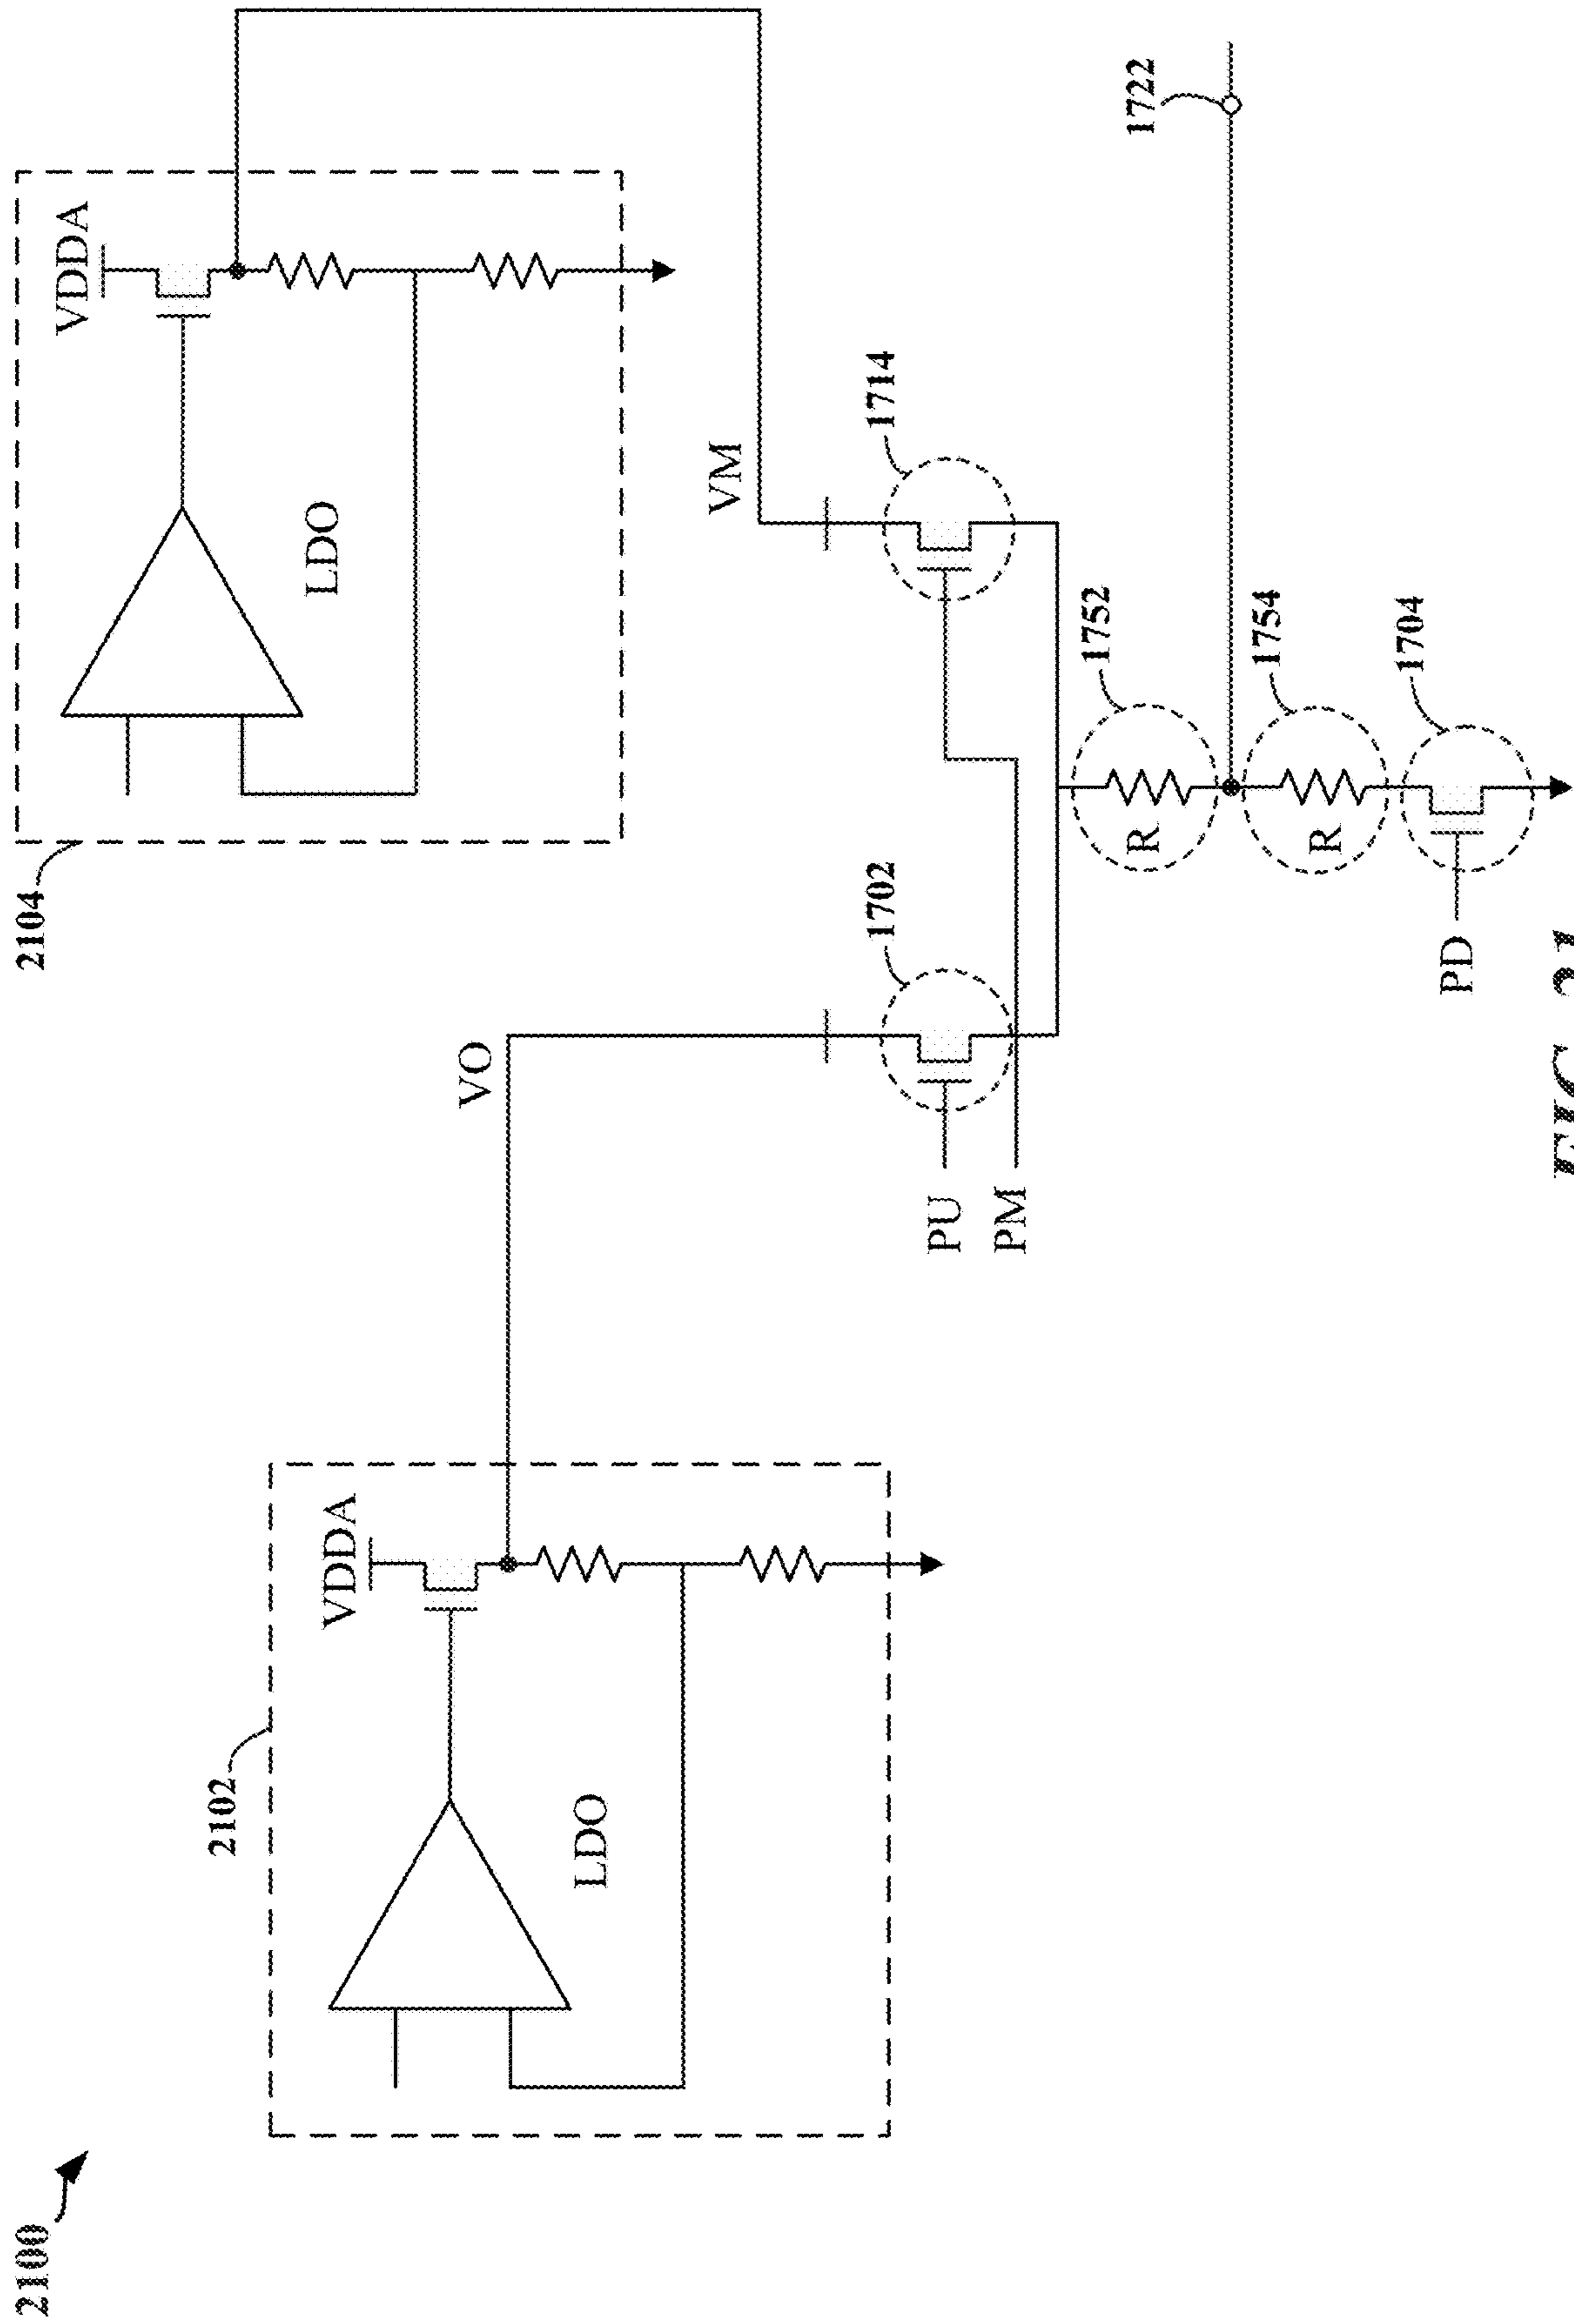 2100
2104
VDDA
LDO
2102
VDDA
LDO
VO
VM
1702
1714
PU
PM
1752
R
1722
1754
R
1704
PD